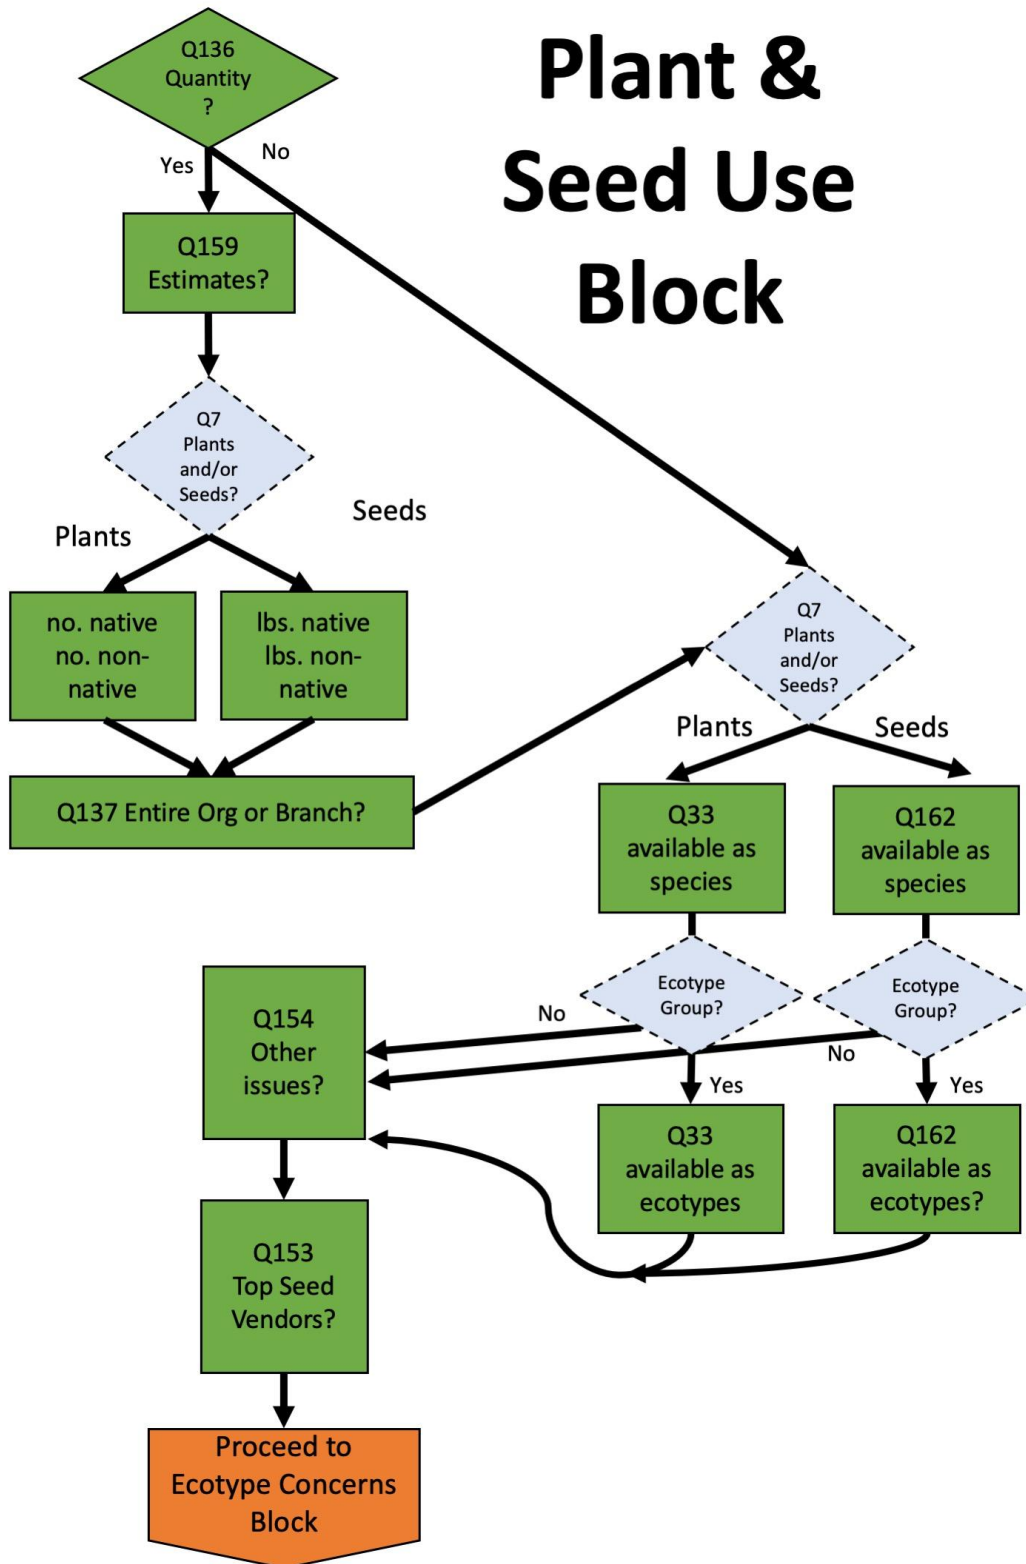 Plant &
Seed Use
Block
Q136
Quantity
?
Yes
No
Q159
Estimates?
Q7
Plants
and/or
Seeds?
Plants
Seeds
no. native
no. non-
native
lbs. native
lbs. non-
native
Q137 Entire Org or Branch?
Q7
Plants
and/or
Seeds?
Plants
Seeds
Q33
available as
species
Q162
available as
species
Ecotype
Group?
Ecotype
Group?
No
No
Yes
Yes
Q33
available as
ecotypes
Q162
available as
ecotypes?
Q154
Other
issues?
Q153
Top Seed
Vendors?
Proceed to
Ecotype Concerns
Block